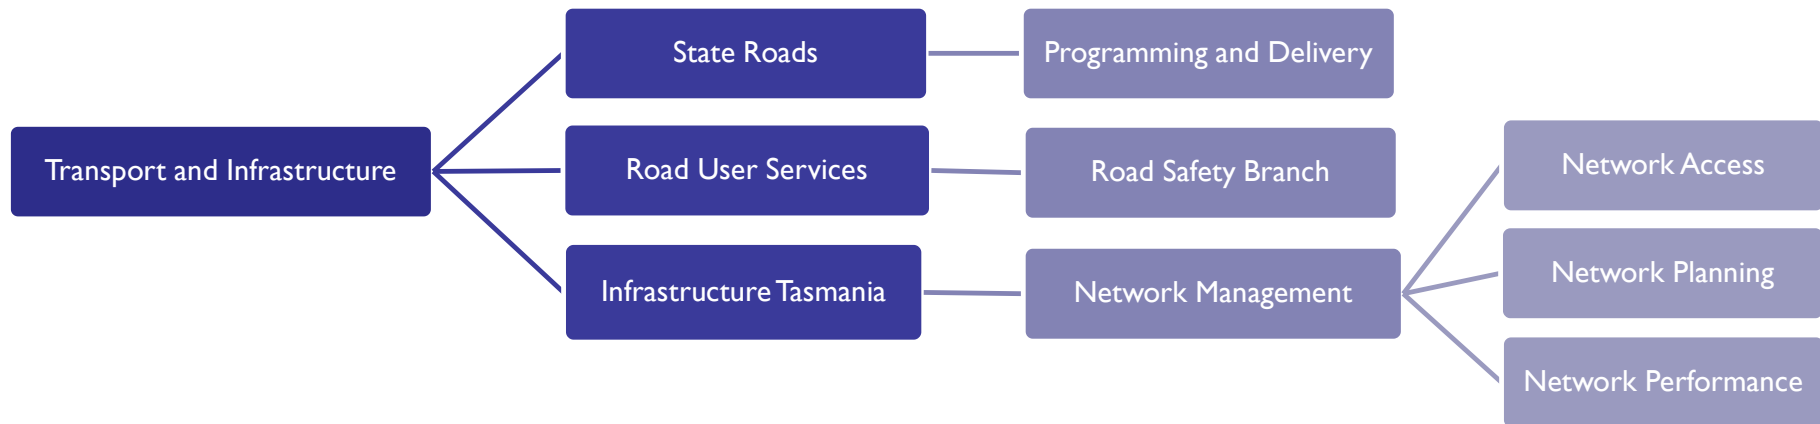 State Roads
Programming and Delivery
Transport and Infrastructure
Road User Services
Road Safety Branch
Network Access
Infrastructure Tasmania
Network Management
Network Planning
Network Performance